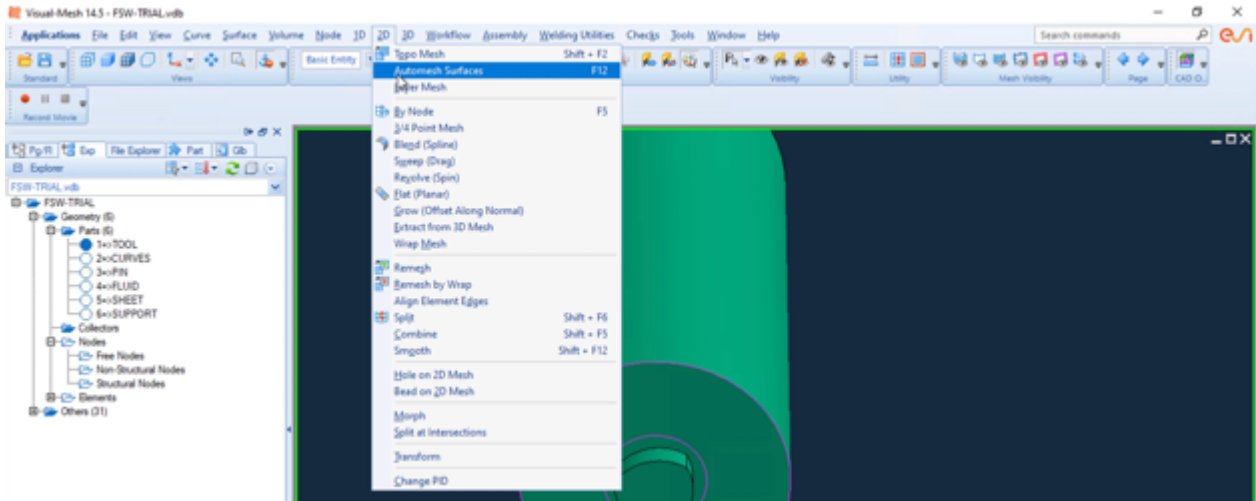 Visual-Mesh 14.5 - FSW-TRIAL.vdb
Applications File Edit View Curve Surface Volume Node 1D 2D 3D Workflow Assembly Welding Utilities Checks Tools Window Help
Search commands
esi
Basic Entity
Standard Views Visibility Utility Mesh Visibility Page CAD O..
Record Movie
Pg/R Exp File Explorer Part Glb
Explorer
FSW-TRIAL.vdb
FSW-TRIAL
Geometry (6)
Parts (6)
1<>TOOL
2<>CURVES
3<>PIN
4<>FLUID
5<>SHEET
6<>SUPPORT
Collectors
Nodes
Free Nodes
Non-Structural Nodes
Structural Nodes
Elements
Others (31)
Topo Mesh Shift + F2
Automesh Surfaces F12
Mesh
By Node F5
3/4 Point Mesh
Blend (Spline)
Sweep (Drag)
Revolve (Spin)
Flat (Planar)
Grow (Offset Along Normal)
Extract from 3D Mesh
Wrap Mesh
Remesh
Remesh by Wrap
Align Element Edges
Split Shift + F6
Combine Shift + F5
Smooth Shift + F12
Hole on 2D Mesh
Bead on 2D Mesh
Morph
Split at Intersections
Transform
Change PID